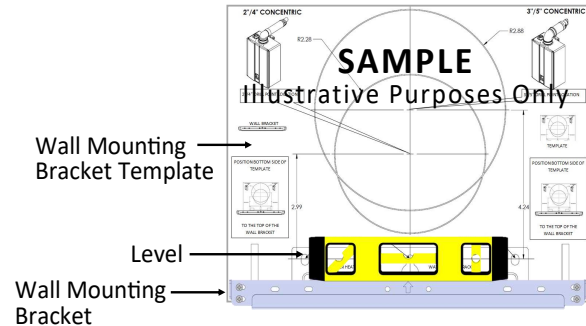 2"/4" CONCENTRIC
3"/5" CONCENTRIC
R2.28
R2.88
SAMPLE
Illustrative Purposes Only
WALL BRACKET
TEMPLATE
Wall Mounting
Bracket Template
POSITION BOTTOM SIDE OF
TEMPLATE
TO THE TOP OF THE
WALL BRACKET
POSITION BOTTOM SIDE OF
TEMPLATE
TO THE TOP OF THE
WALL BRACKET
2.99
4.24
Level
Wall Mounting
Bracket